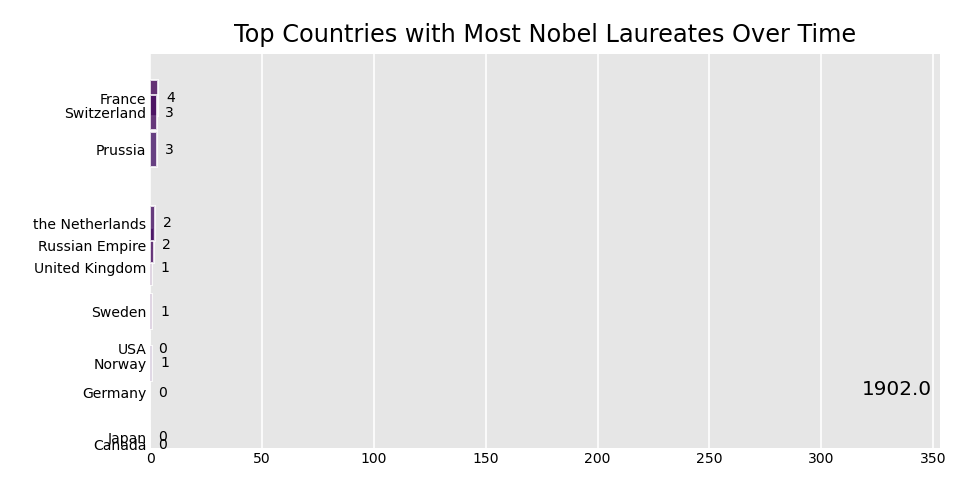 Top Countries with Most Nobel Laureates Over Time
France 4
Switzerland 3
Prussia 3
the Netherlands 2
Russian Empire 2
United Kingdom 1
Sweden 1
USA 0
Norway 1
Germany 0
1902.0
Japan 0
Canada 0
0 50 100 150 200 250 300 350